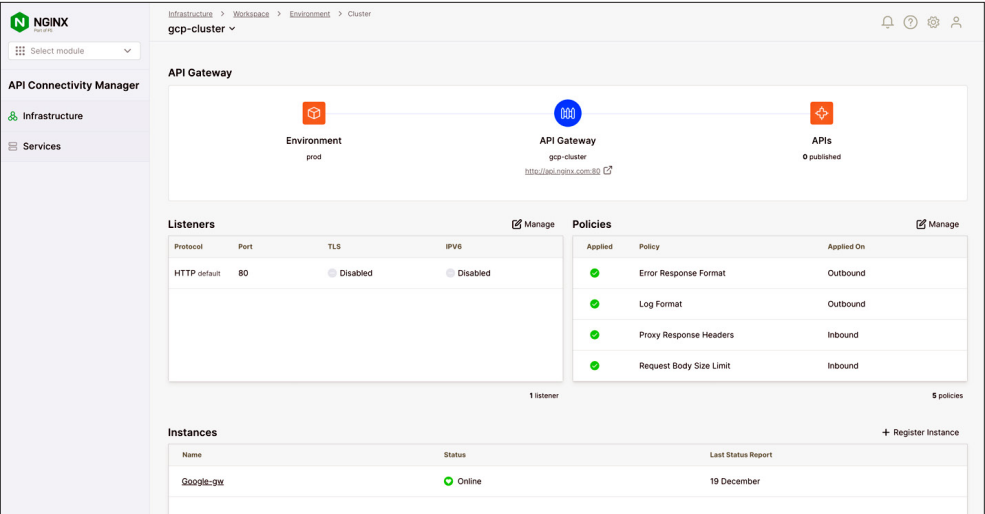 NGINX
Part of F5
Infrastructure > Workspace > Environment > Cluster
gcp-cluster
Select module
API Connectivity Manager
Infrastructure
Services
API Gateway
Environment
prod
API Gateway
gcp-cluster
http://api.nginx.com:80
APIs
0 published
Listeners
Manage
Protocol Port TLS IPV6
HTTP default 80 Disabled Disabled
1 listener
Policies
Manage
Applied Policy Applied On
Error Response Format Outbound
Log Format Outbound
Proxy Response Headers Inbound
Request Body Size Limit Inbound
5 policies
Instances
+ Register Instance
Name Status Last Status Report
Google-gw Online 19 December